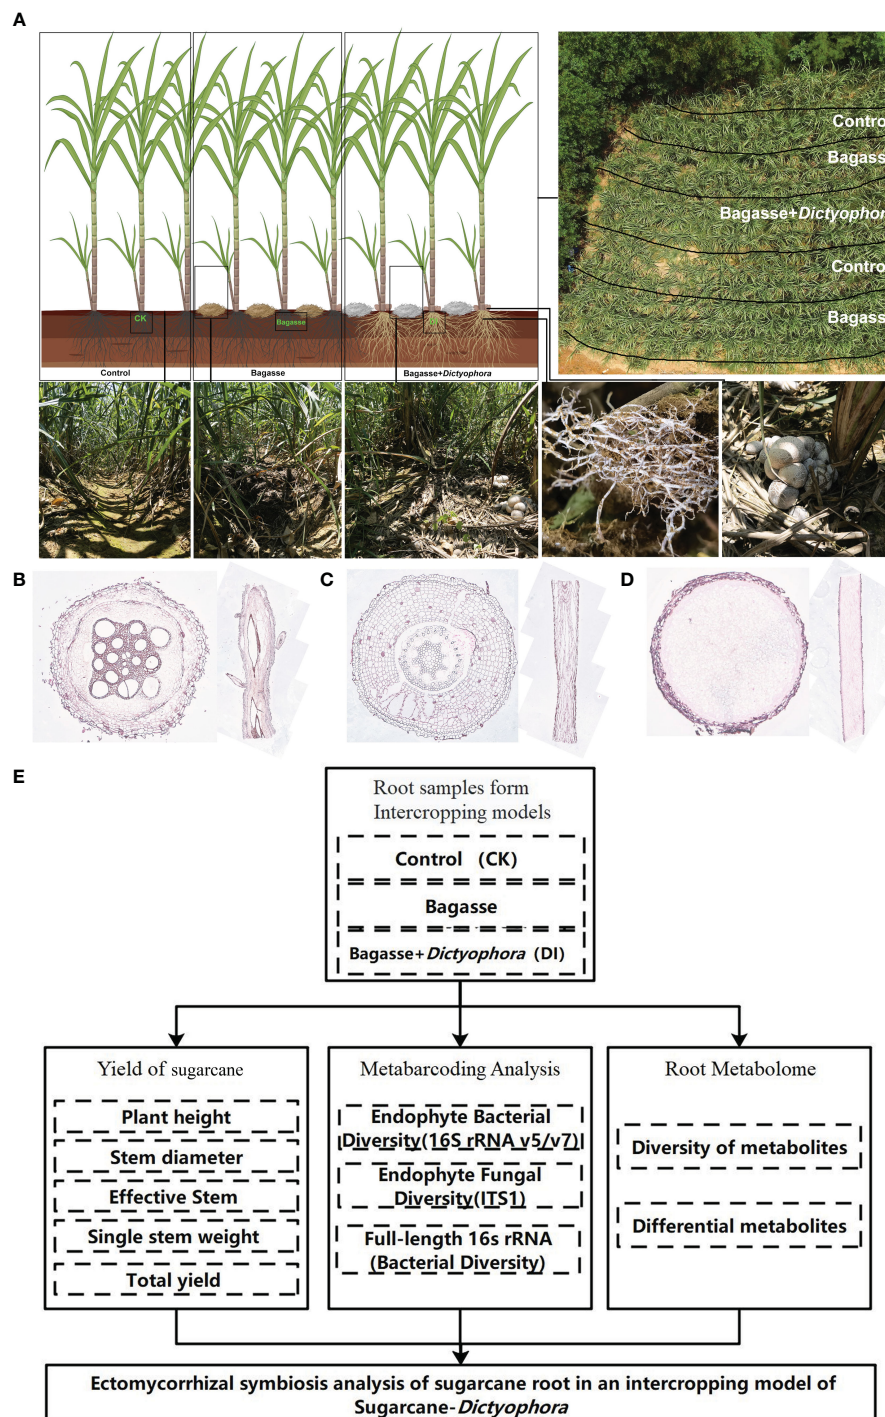 A
Contro
Bagass
Bagasse+Dictyophor
Contro
Bagass
CK
Bagasse
Control
Bagasse
Bagasse+Dictyophora
B
C
D
E
Root samples form
Intercropping models
Control (CK)
Bagasse
Bagasse+Dictyophora (DI)
Yield of sugarcane
Plant height
Stem diameter
Effective Stem
Single stem weight
Total yield
Metabarcoding Analysis
Endophyte Bacterial
Diversity(16S rRNA v5/v7)
Endophyte Fungal
Diversity(ITS1)
Full-length 16s rRNA
(Bacterial Diversity)
Root Metabolome
Diversity of metabolites
Differential metabolites
Ectomycorrhizal symbiosis analysis of sugarcane root in an intercropping model of
Sugarcane-Dictyophora